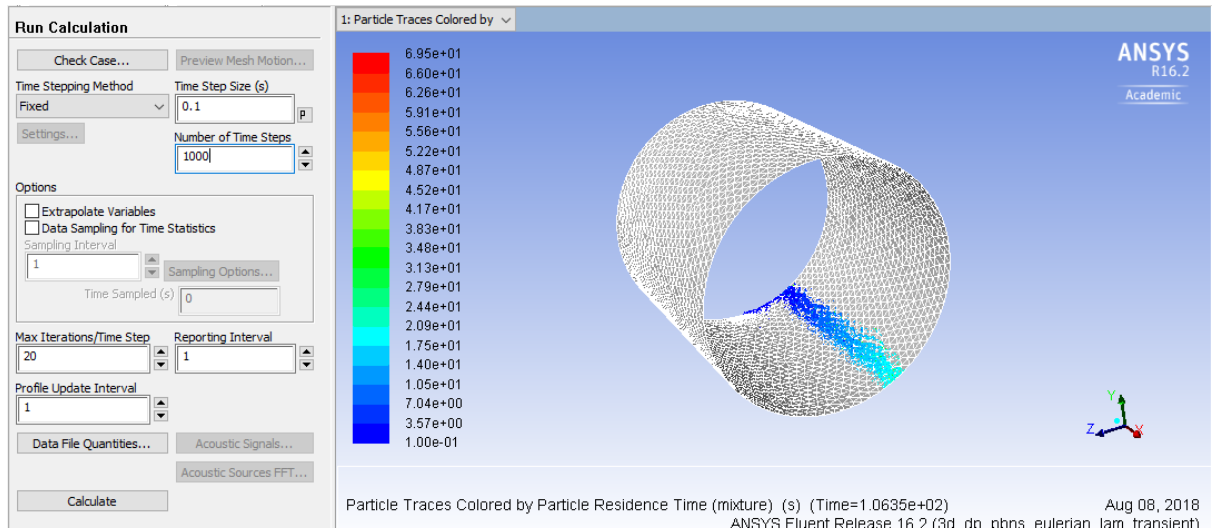 Run Calculation
Check Case... Preview Mesh Motion...
Time Stepping Method Time Step Size (s)
Fixed 0.1 P
Settings... Number of Time Steps
1000
Options
Extrapolate Variables
Data Sampling for Time Statistics
Sampling Interval
1 Sampling Options...
Time Sampled (s) 0
Max Iterations/Time Step Reporting Interval
20 1
Profile Update Interval
1
Data File Quantities... Acoustic Signals...
Acoustic Sources FFT...
Calculate
1: Particle Traces Colored by
6.95e+01
6.60e+01
6.26e+01
5.91e+01
5.56e+01
5.22e+01
4.87e+01
4.52e+01
4.17e+01
3.83e+01
3.48e+01
3.13e+01
2.79e+01
2.44e+01
2.09e+01
1.75e+01
1.40e+01
1.05e+01
7.04e+00
3.57e+00
1.00e-01
ANSYS
R16.2
Academic
Y
Z X
Particle Traces Colored by Particle Residence Time (mixture) (s) (Time=1.0635e+02) Aug 08, 2018
ANSYS Fluent Release 16.2 (3d, dp, pbns, eulerian, lam, transient)